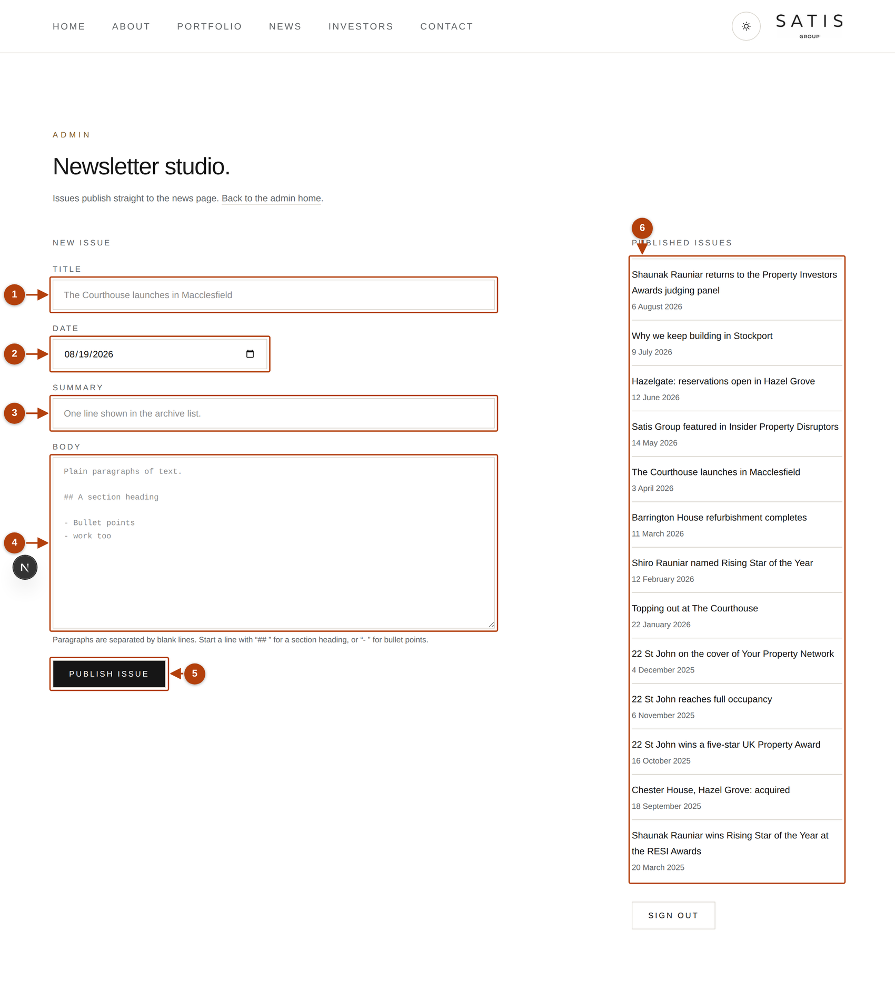 HOME ABOUT PORTFOLIO NEWS INVESTORS CONTACT
SATIS
GROUP
ADMIN
Newsletter studio.
Issues publish straight to the news page. Back to the admin home.
NEW ISSUE
TITLE
1
The Courthouse launches in Macclesfield
DATE
2
08/19/2026
SUMMARY
3
One line shown in the archive list.
BODY
Plain paragraphs of text.
## A section heading
- Bullet points
- work too
4
N
Paragraphs are separated by blank lines. Start a line with “## ” for a section heading, or “- ” for bullet points.
PUBLISH ISSUE
5
6
PUBLISHED ISSUES
Shaunak Rauniar returns to the Property Investors
Awards judging panel
6 August 2026
Why we keep building in Stockport
9 July 2026
Hazelgate: reservations open in Hazel Grove
12 June 2026
Satis Group featured in Insider Property Disruptors
14 May 2026
The Courthouse launches in Macclesfield
3 April 2026
Barrington House refurbishment completes
11 March 2026
Shiro Rauniar named Rising Star of the Year
12 February 2026
Topping out at The Courthouse
22 January 2026
22 St John on the cover of Your Property Network
4 December 2025
22 St John reaches full occupancy
6 November 2025
22 St John wins a five-star UK Property Award
16 October 2025
Chester House, Hazel Grove: acquired
18 September 2025
Shaunak Rauniar wins Rising Star of the Year at
the RESI Awards
20 March 2025
SIGN OUT